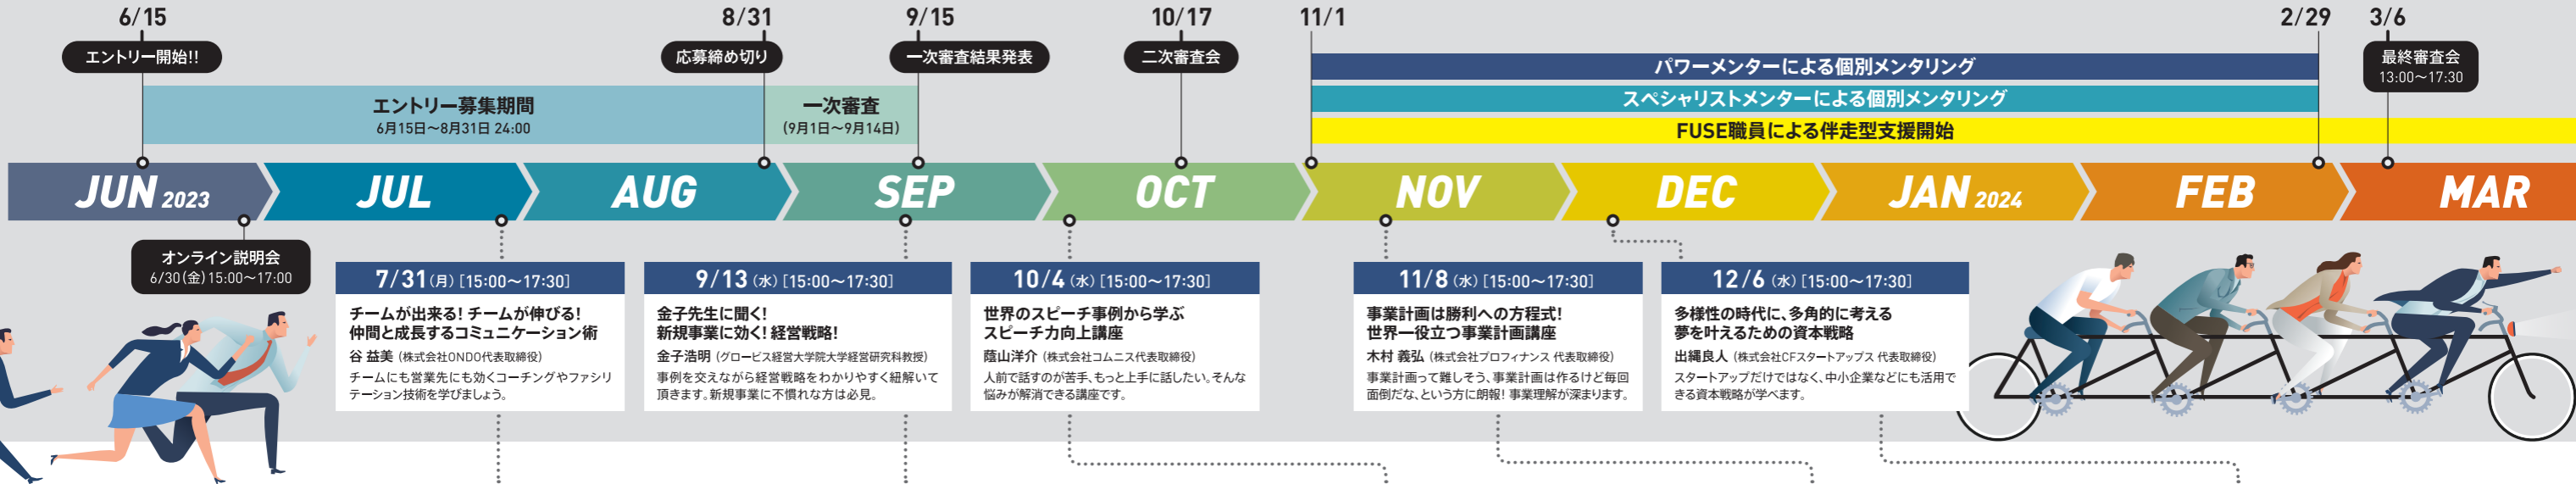 6/15
エントリー開始!!
8/31
応募締め切り
9/15
一次審査結果発表
10/17
二次審査会
11/1
2/29
3/6
最終審査会
13:00〜17:30
エントリー募集期間
6月15日〜8月31日 24:00
一次審査
(9月1日〜9月14日)
パワーメンターによる個別メンタリング
スペシャリストメンターによる個別メンタリング
FUSE職員による伴走型支援開始
JUN 2023
JUL
AUG
SEP
OCT
NOV
DEC
JAN 2024
FEB
MAR
オンライン説明会
6/30(金)15:00〜17:00
7/31(月)[15:00〜17:30]
チームが出来る! チームが伸びる!
仲間と成長するコミュニケーション術
谷 益美(株式会社ONDO代表取締役)
チームにも営業先にも効くコーチングやファシリ
テーション技術を学びましょう。
9/13(水)[15:00〜17:30]
金子先生に聞く!
新規事業に効く! 経営戦略!
金子浩明(グロービス経営大学院大学経営研究科教授)
事例を交えながら経営戦略をわかりやすく紐解いて
頂きます。新規事業に不慣れな方は必見。
10/4(水)[15:00〜17:30]
世界のスピーチ事例から学ぶ
スピーチ力向上講座
蔭山洋介(株式会社コムニス代表取締役)
人前で話すのが苦手、もっと上手に話したい。そんな
悩みが解消できる講座です。
11/8(水)[15:00〜17:30]
事業計画は勝利への方程式!
世界一役立つ事業計画講座
木村 義弘(株式会社プロフィナンス 代表取締役)
事業計画って難しそう、事業計画は作るけど毎回
面倒だな、という方に朗報! 事業理解が深まります。
12/6(水)[15:00〜17:30]
多様性の時代に、多角的に考える
夢を叶えるための資本戦略
出縄良人(株式会社CFスタートアップス 代表取締役)
スタートアップだけではなく、中小企業などにも活用で
きる資本戦略が学べます。